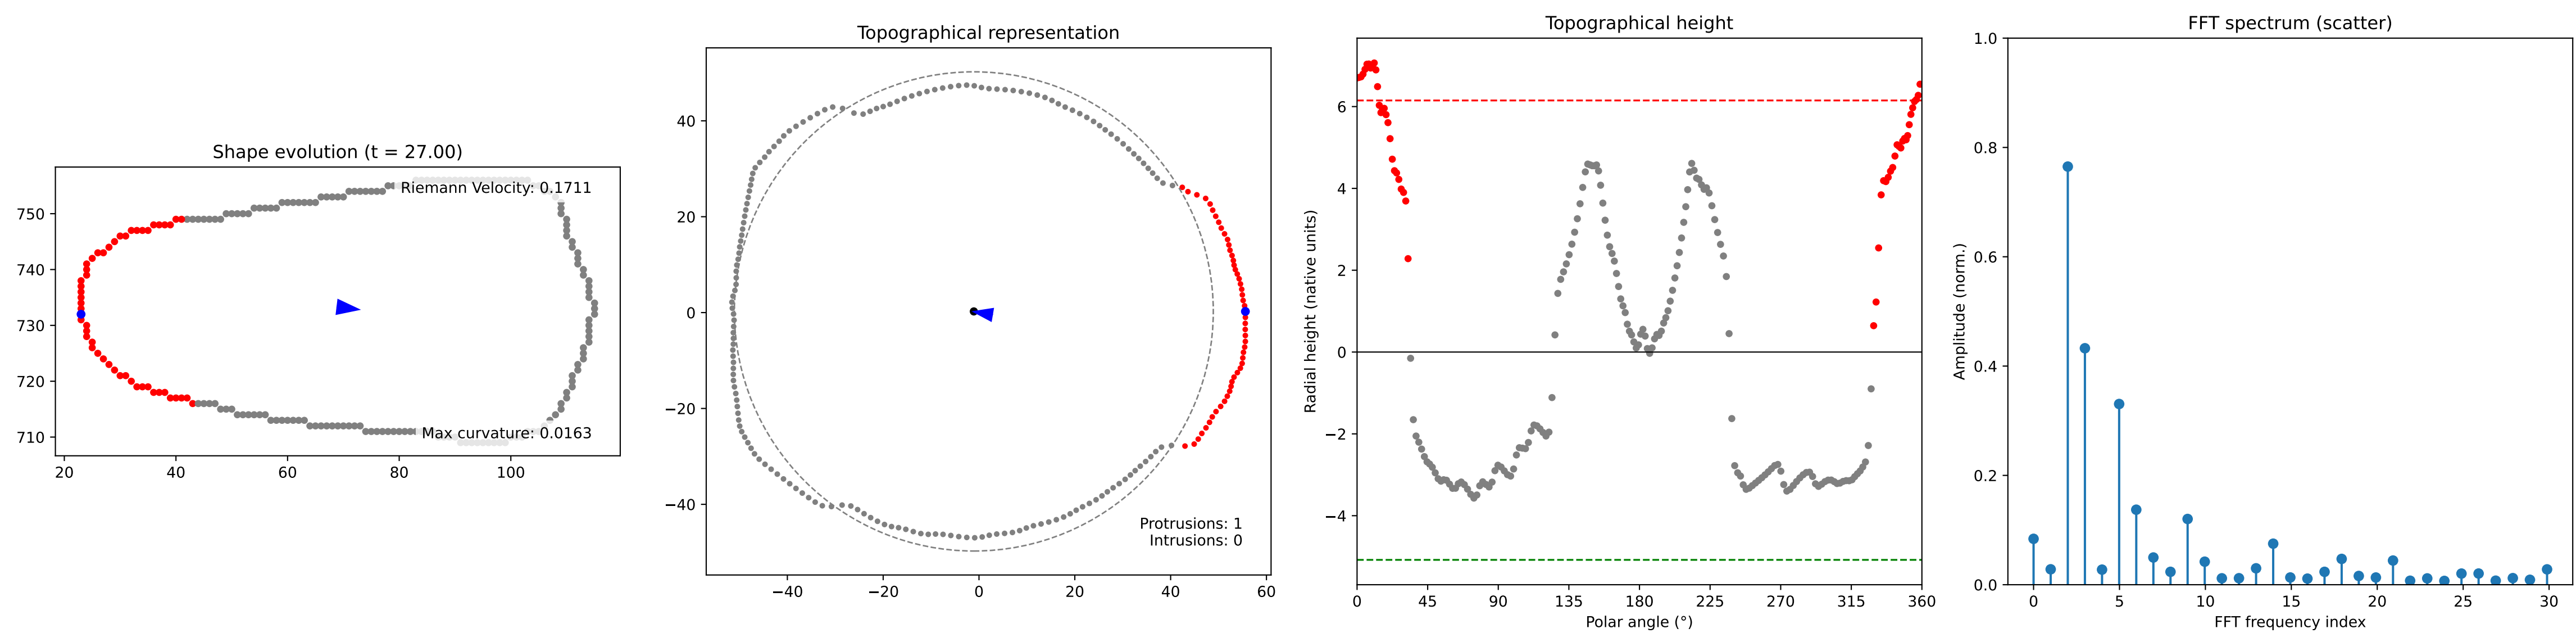 Shape evolution (t = 27.00)
Riemann Velocity: 0.1711
Max curvature: 0.0163
750
740
730
720
710
20 40 60 80 100
Topographical representation
40
20
0
−20
−40
Protrusions: 1
Intrusions: 0
−40 −20 0 20 40 60
Topographical height
Radial height (native units)
6
4
2
0
−2
−4
0 45 90 135 180 225 270 315 360
Polar angle (°)
FFT spectrum (scatter)
Amplitude (norm.)
1.0
0.8
0.6
0.4
0.2
0.0
0 5 10 15 20 25 30
FFT frequency index